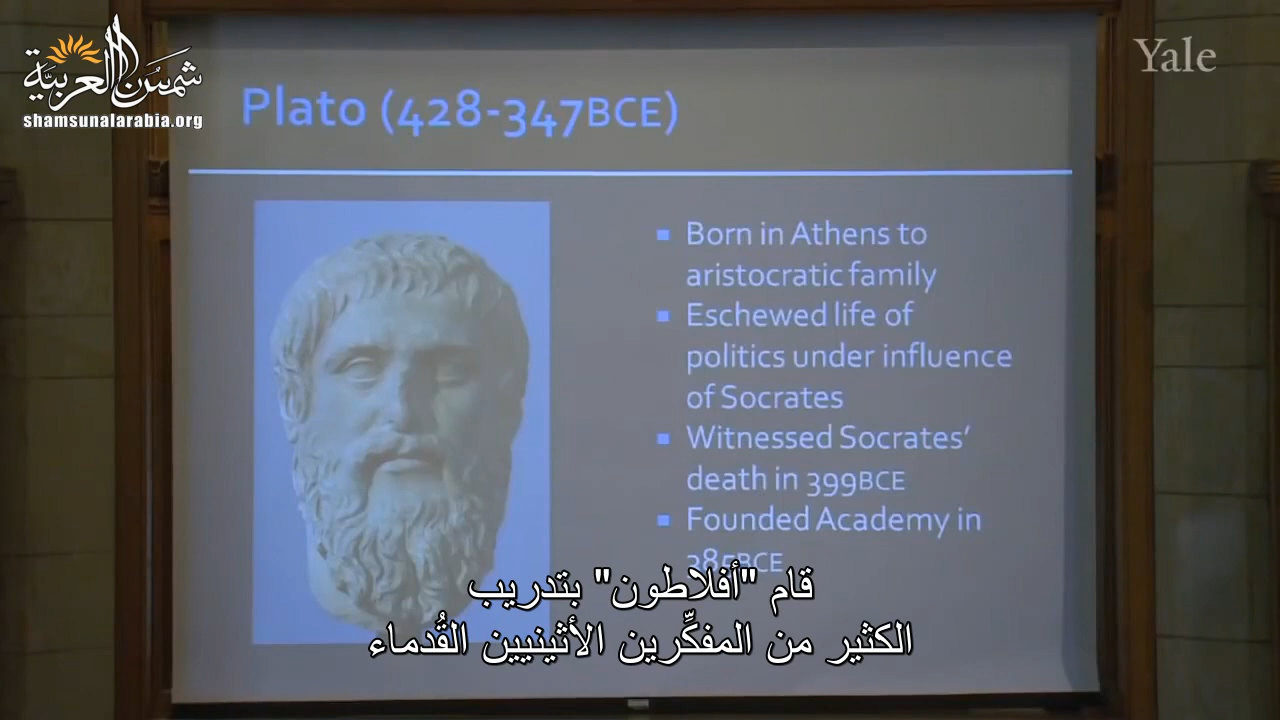 شمس العربية
shamsunalarabia.org
Yale
Plato (428-347BCE)
Born in Athens to
aristocratic family
Eschewed life of
politics under influence
of Socrates
Witnessed Socrates’
death in 399BCE
Founded Academy in
385BCE
قام "أفلاطون" بتدريب
الكثير من المفكِّرين الأثينيين القُدماء